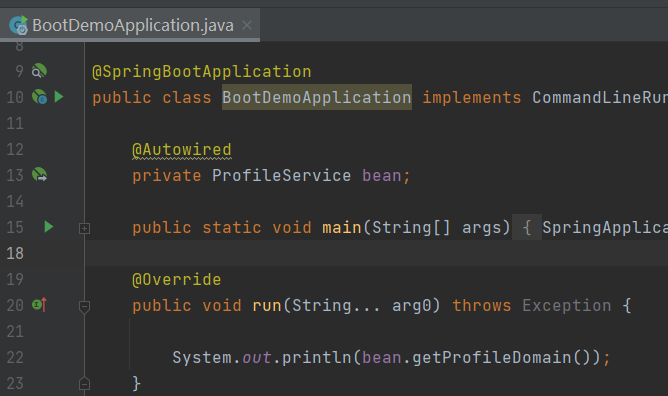 BootDemoApplication.java
8
9 @SpringBootApplication
10 public class BootDemoApplication implements CommandLineRun
11
12 @Autowired
13 private ProfileService bean;
15 public static void main(String[] args) { SpringApplica
18
19 @Override
20 public void run(String... arg0) throws Exception {
21
22 System.out.println(bean.getProfileDomain());
23 }